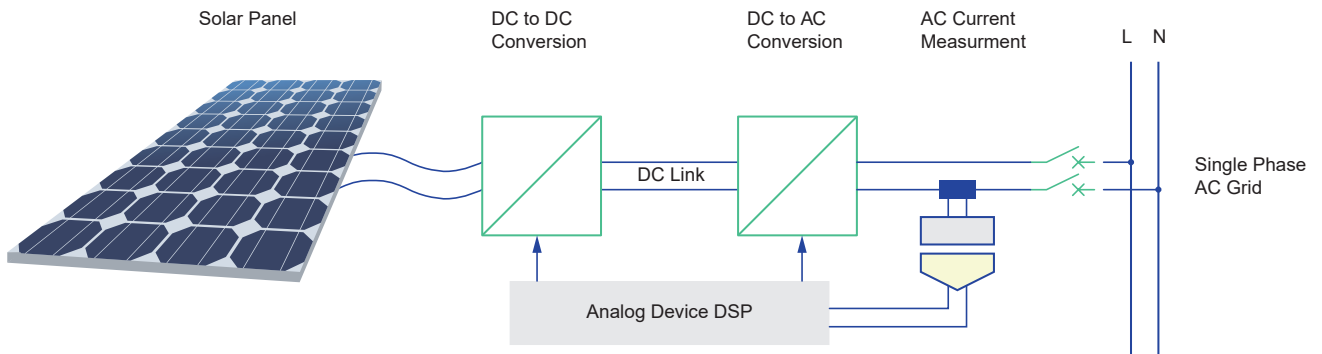 Solar Panel
DC to DC
Conversion
DC to AC
Conversion
AC Current
Measurment
L
N
DC Link
Single Phase
AC Grid
Analog Device DSP